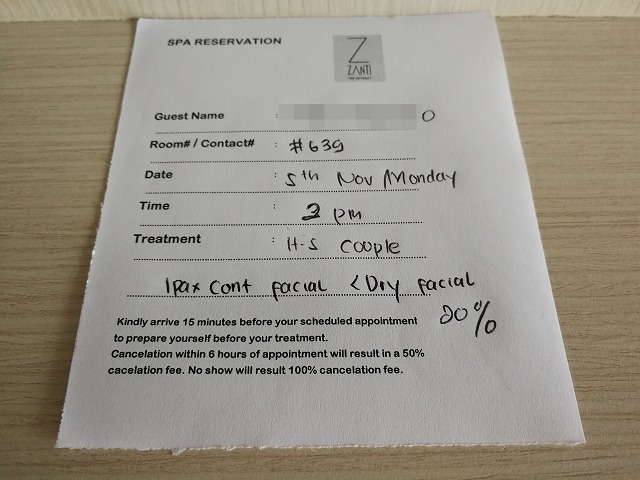 SPA RESERVATION
Z
ZANTI
Guest Name : O
Room# / Contact# : #639
Date : 5th Nov / Monday
Time : pm
Treatment : H.S Couple
1pax Cont facial < Dry facial
20%
Kindly arrive 15 minutes before your scheduled appointment
to prepare yourself before your treatment.
Cancelation within 6 hours of appointment will result in a 50%
cacelation fee. No show will result 100% cancelation fee.